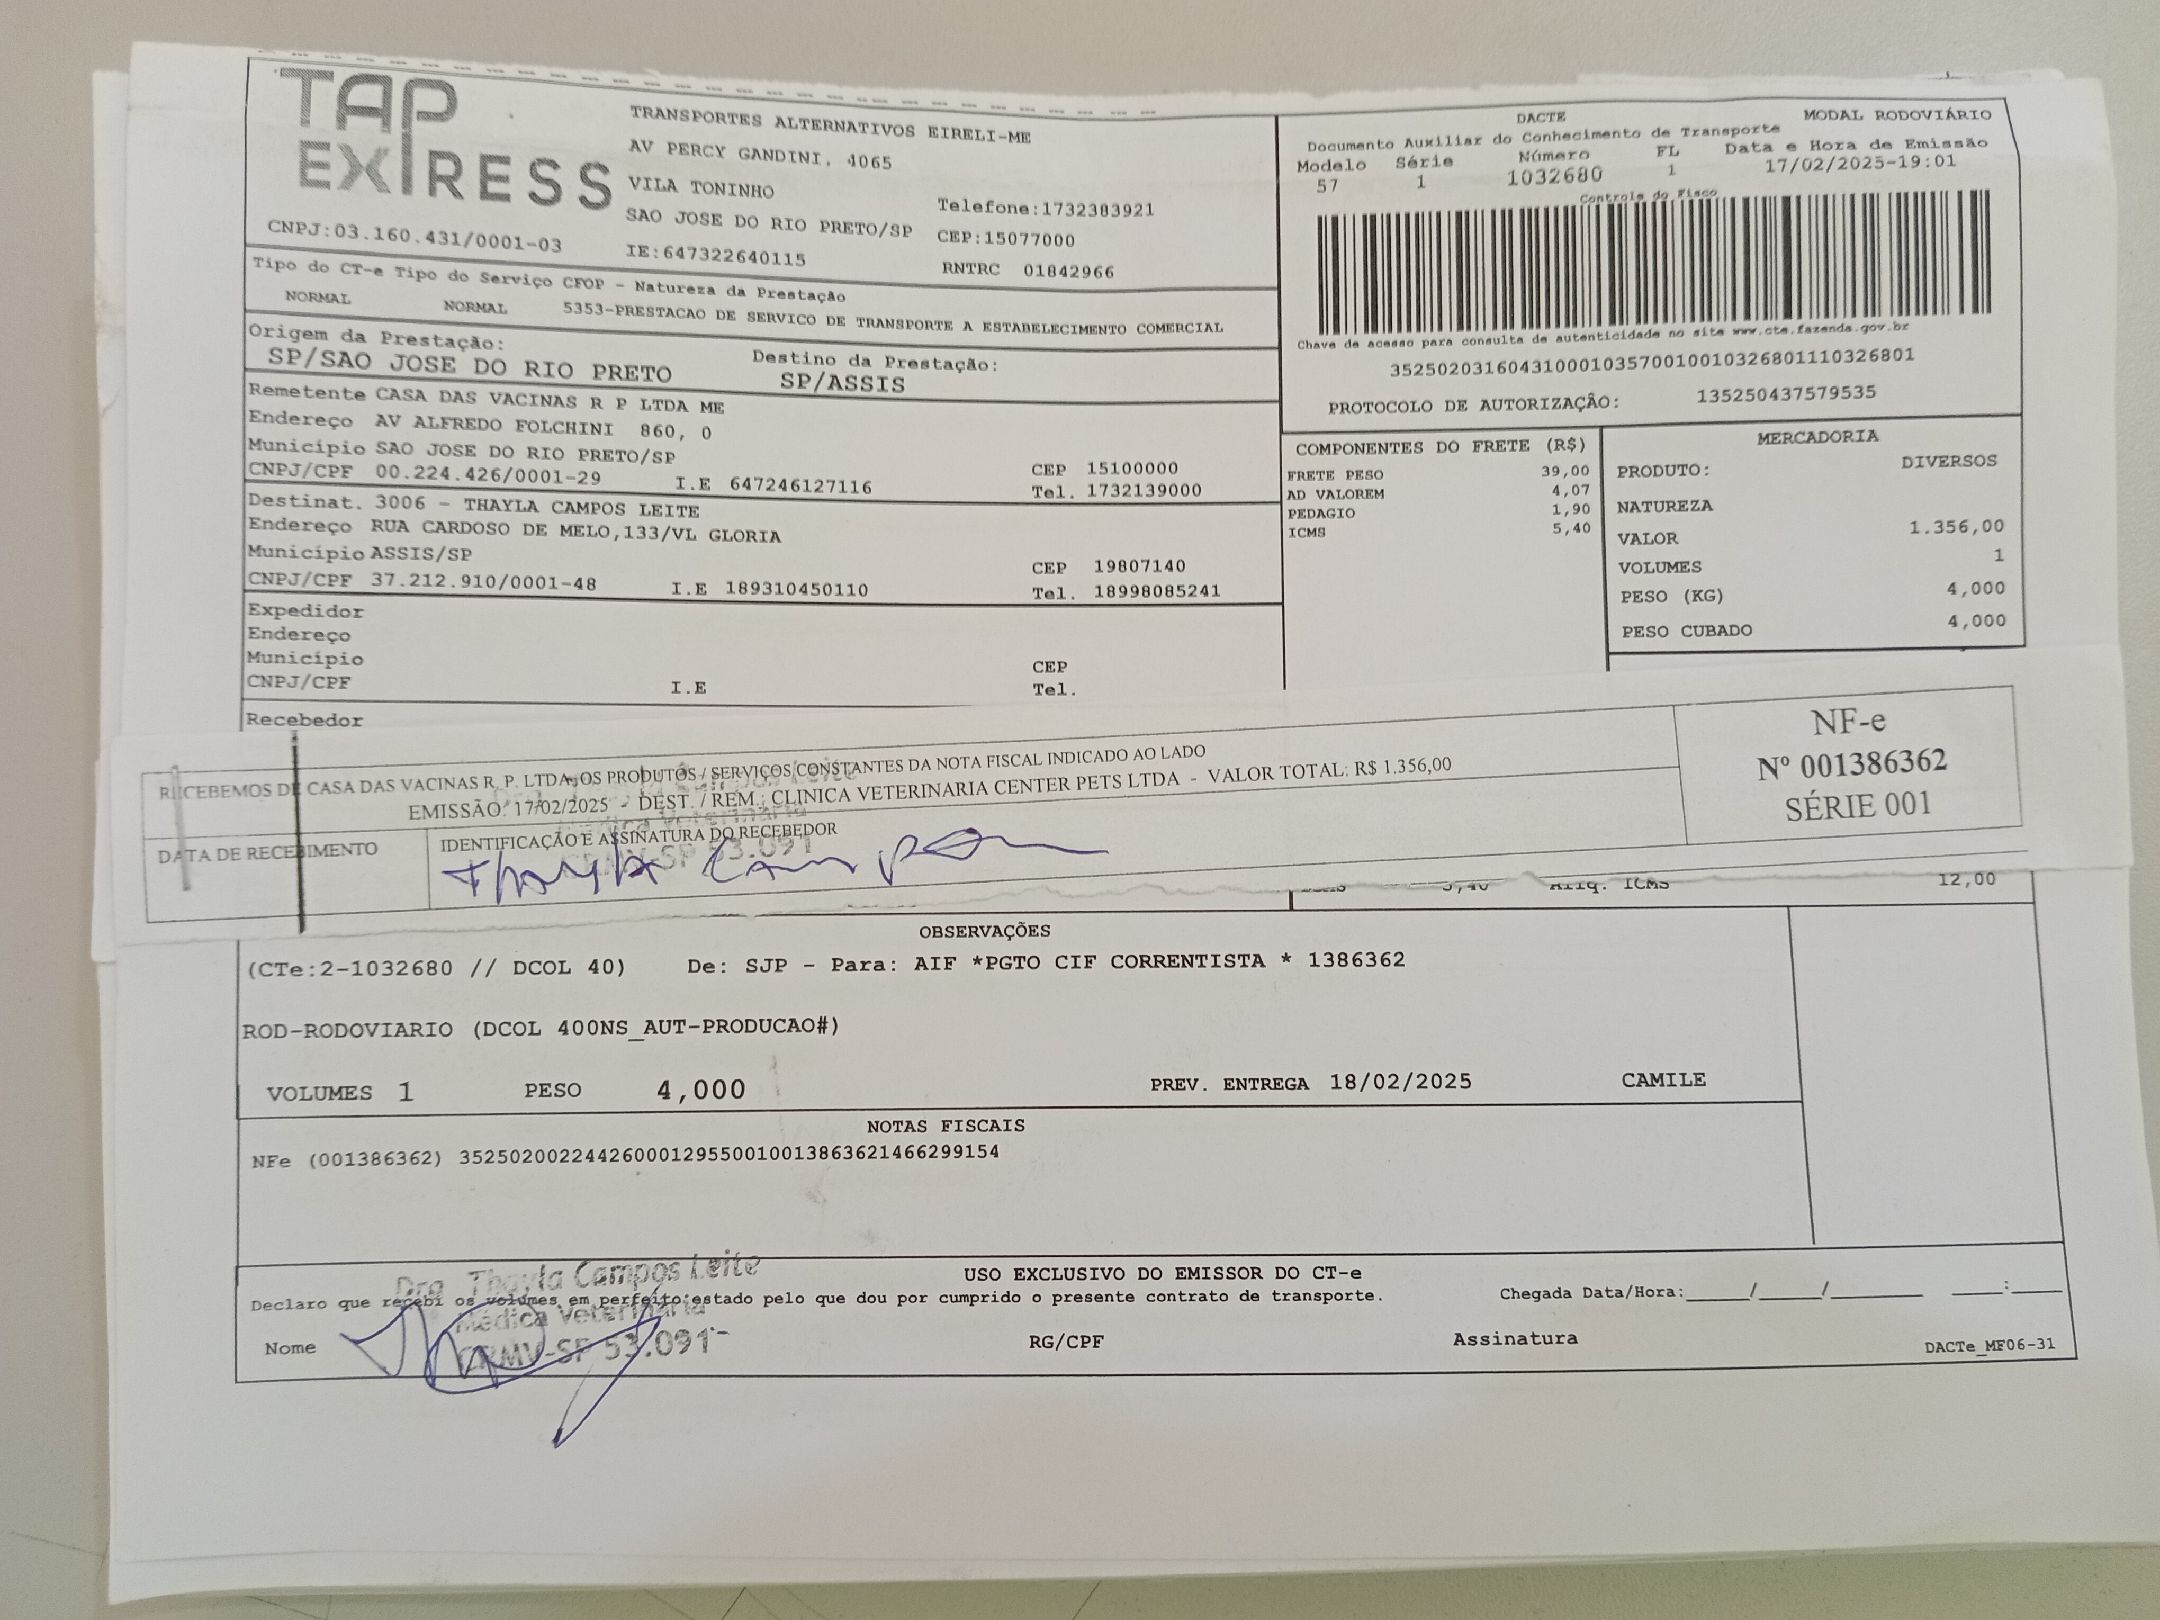 TAP
EXPRESS
TRANSPORTES ALTERNATIVOS EIRELI-ME
AV PERCY GANDINI, 4065
VILA TONINHO
SAO JOSE DO RIO PRETO/SP
Telefone:1732383921
CEP:15077000
CNPJ:03.160.431/0001-03
IE:647322640115
RNTRC 01842966
DACTE
MODAL RODOVIÁRIO
Documento Auxiliar do Conhecimento de Transporte
Modelo Série Número FL Data e Hora de Emissão
57 1 1032680 1 17/02/2025-19:01
Controle do Fisco
Chave de acesso para consulta de autenticidade no site www.cte.fazenda.gov.br
35250203160431000103570010010326801110326801
PROTOCOLO DE AUTORIZAÇÃO: 135250437579535
Tipo do CT-e Tipo do Serviço CFOP - Natureza da Prestação
NORMAL NORMAL 5353-PRESTACAO DE SERVICO DE TRANSPORTE A ESTABELECIMENTO COMERCIAL
Origem da Prestação: Destino da Prestação:
SP/SAO JOSE DO RIO PRETO SP/ASSIS
Remetente CASA DAS VACINAS R P LTDA ME
Endereço AV ALFREDO FOLCHINI 860, 0
Município SAO JOSE DO RIO PRETO/SP CEP 15100000
CNPJ/CPF 00.224.426/0001-29 I.E 647246127116 Tel. 1732139000
Destinat. 3006 - THAYLA CAMPOS LEITE
Endereço RUA CARDOSO DE MELO,133/VL GLORIA
Município ASSIS/SP CEP 19807140
CNPJ/CPF 37.212.910/0001-48 I.E 189310450110 Tel. 18998085241
Expedidor
Endereço
Município CEP
CNPJ/CPF I.E Tel.
Recebedor
COMPONENTES DO FRETE (R$)
FRETE PESO 39,00
AD VALOREM 4,07
PEDAGIO 1,90
ICMS 5,40
MERCADORIA
PRODUTO: DIVERSOS
NATUREZA
VALOR 1.356,00
VOLUMES 1
PESO (KG) 4,000
PESO CUBADO 4,000
RECEBEMOS DE CASA DAS VACINAS R. P. LTDA, OS PRODUTOS / SERVIÇOS CONSTANTES DA NOTA FISCAL INDICADO AO LADO
EMISSÃO: 17/02/2025 - DEST. / REM.: CLINICA VETERINARIA CENTER PETS LTDA - VALOR TOTAL: R$ 1.356,00
DATA DE RECEBIMENTO
IDENTIFICAÇÃO E ASSINATURA DO RECEBEDOR
Thayla Campos
NF-e
Nº 001386362
SÉRIE 001
5,40 Alíq. ICMS 12,00
OBSERVAÇÕES
(CTe:2-1032680 // DCOL 40) De: SJP - Para: AIF *PGTO CIF CORRENTISTA * 1386362
ROD-RODOVIARIO (DCOL 400NS_AUT-PRODUCAO#)
VOLUMES 1 PESO 4,000 PREV. ENTREGA 18/02/2025 CAMILE
NOTAS FISCAIS
NFe (001386362) 35250200224426000129550010013863621466299154
Dra Thayla Campos Leite
Médica Veterinária
CRMV-SP 53.091
USO EXCLUSIVO DO EMISSOR DO CT-e
Declaro que recebi os volumes em perfeito estado pelo que dou por cumprido o presente contrato de transporte.
Chegada Data/Hora:_____/_____/________ _____:_____
Nome RG/CPF Assinatura
DACTe_MF06-31